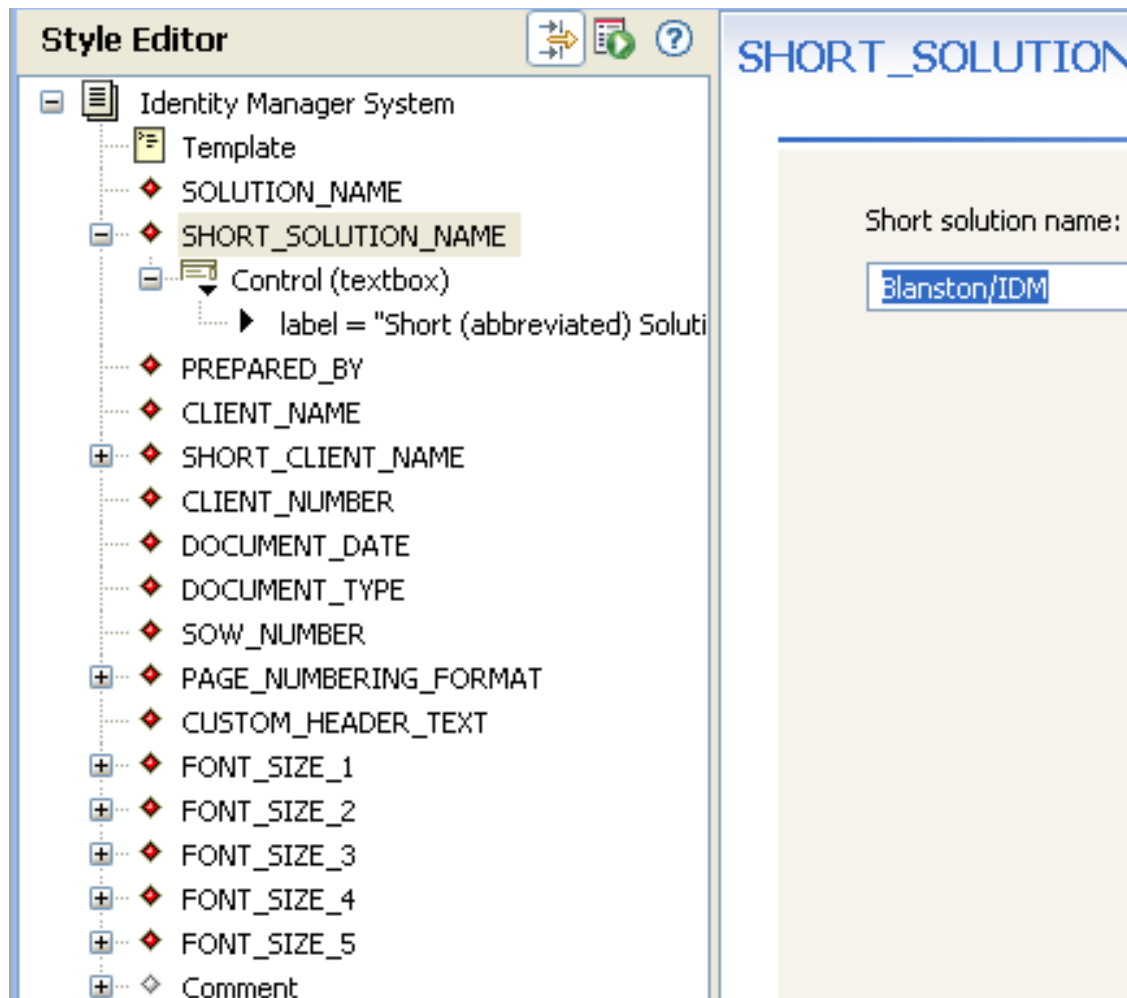 Style Editor
Identity Manager System
Template
SOLUTION_NAME
SHORT_SOLUTION_NAME
Control (textbox)
label = "Short (abbreviated) Soluti
PREPARED_BY
CLIENT_NAME
SHORT_CLIENT_NAME
CLIENT_NUMBER
DOCUMENT_DATE
DOCUMENT_TYPE
SOW_NUMBER
PAGE_NUMBERING_FORMAT
CUSTOM_HEADER_TEXT
FONT_SIZE_1
FONT_SIZE_2
FONT_SIZE_3
FONT_SIZE_4
FONT_SIZE_5
Comment
SHORT_SOLUTION
Short solution name:
Blanston/IDM